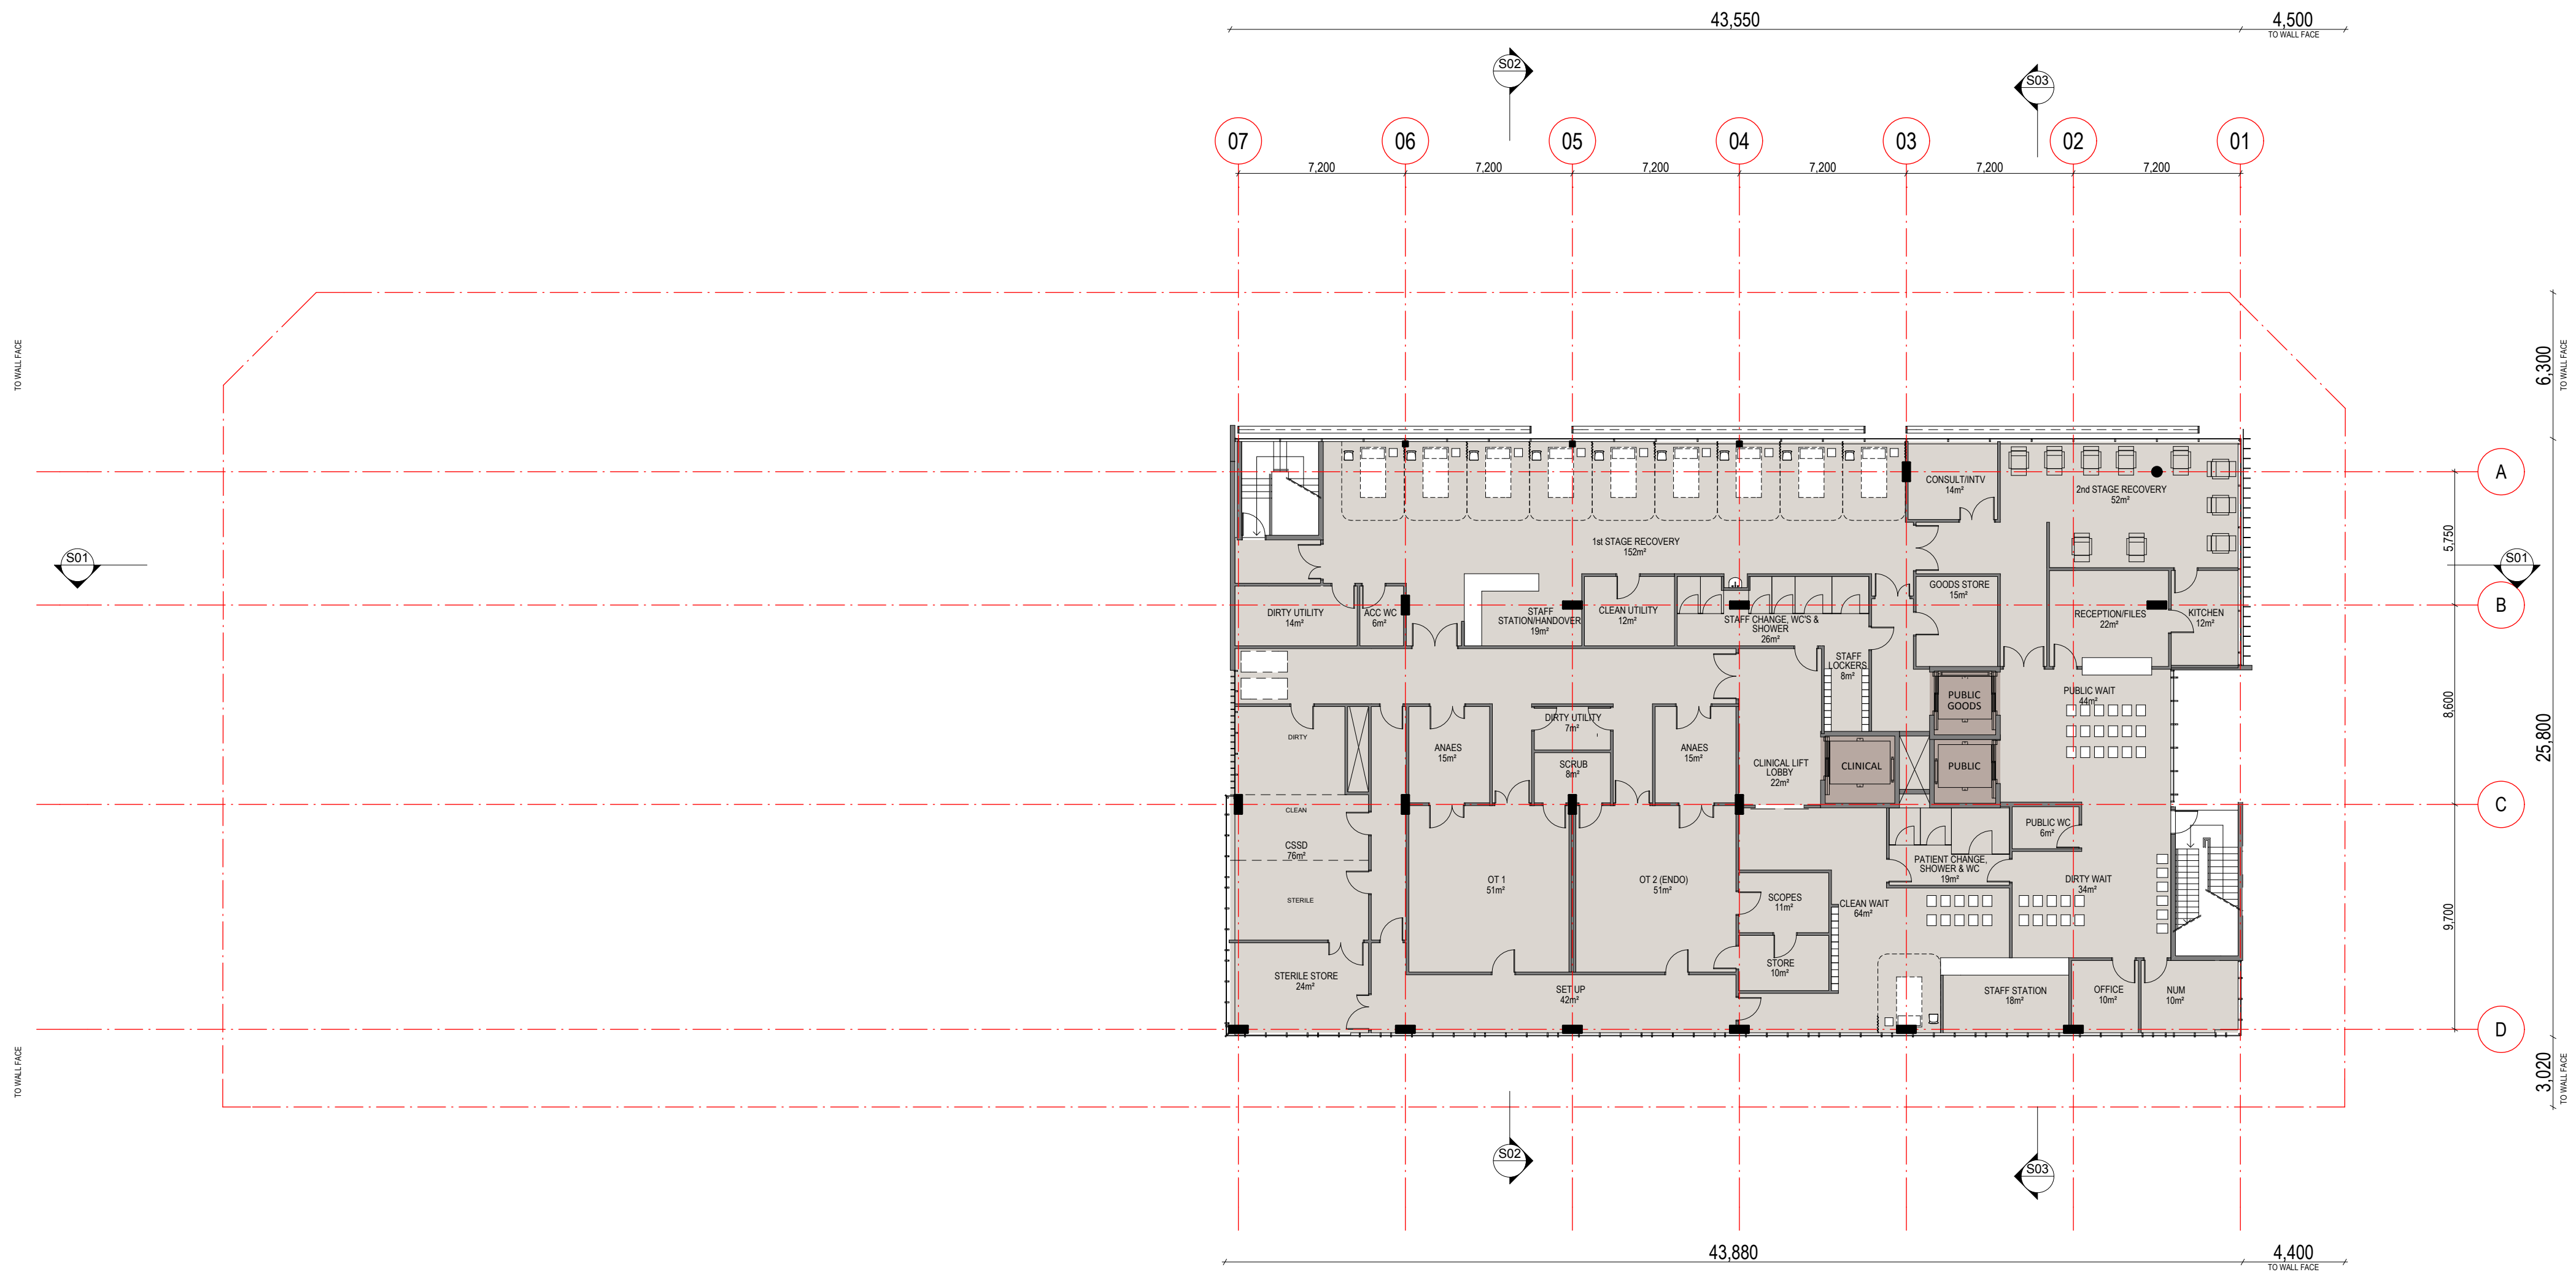 43,550
4,500
TO WALL FACE
S02
S03
07
06
05
04
03
02
01
7,200
7,200
7,200
7,200
7,200
7,200
TO WALL FACE
6,300
TO WALL FACE
A
CONSULT/INTV
14m²
2nd STAGE RECOVERY
52m²
1st STAGE RECOVERY
152m²
5,750
S01
S01
GOODS STORE
15m²
B
DIRTY UTILITY
14m²
ACC WC
6m²
STAFF
STATION/HANDOVER
19m²
CLEAN UTILITY
12m²
STAFF CHANGE, WC'S &
SHOWER
26m²
RECEPTION/FILES
22m²
KITCHEN
12m²
STAFF
LOCKERS
8m²
PUBLIC
GOODS
PUBLIC WAIT
44m²
8,600
25,800
DIRTY
DIRTY UTILITY
7m²
ANAES
15m²
ANAES
15m²
SCRUB
8m²
CLINICAL LIFT
LOBBY
22m²
CLINICAL
PUBLIC
C
CLEAN
CSSD
76m²
PUBLIC WC
6m²
PATIENT CHANGE,
SHOWER & WC
19m²
OT 1
51m²
OT 2 (ENDO)
51m²
DIRTY WAIT
34m²
STERILE
SCOPES
11m²
CLEAN WAIT
64m²
9,700
STERILE STORE
24m²
STORE
10m²
SET UP
42m²
STAFF STATION
18m²
OFFICE
10m²
NUM
10m²
D
TO WALL FACE
3,020
TO WALL FACE
S02
S03
43,880
4,400
TO WALL FACE